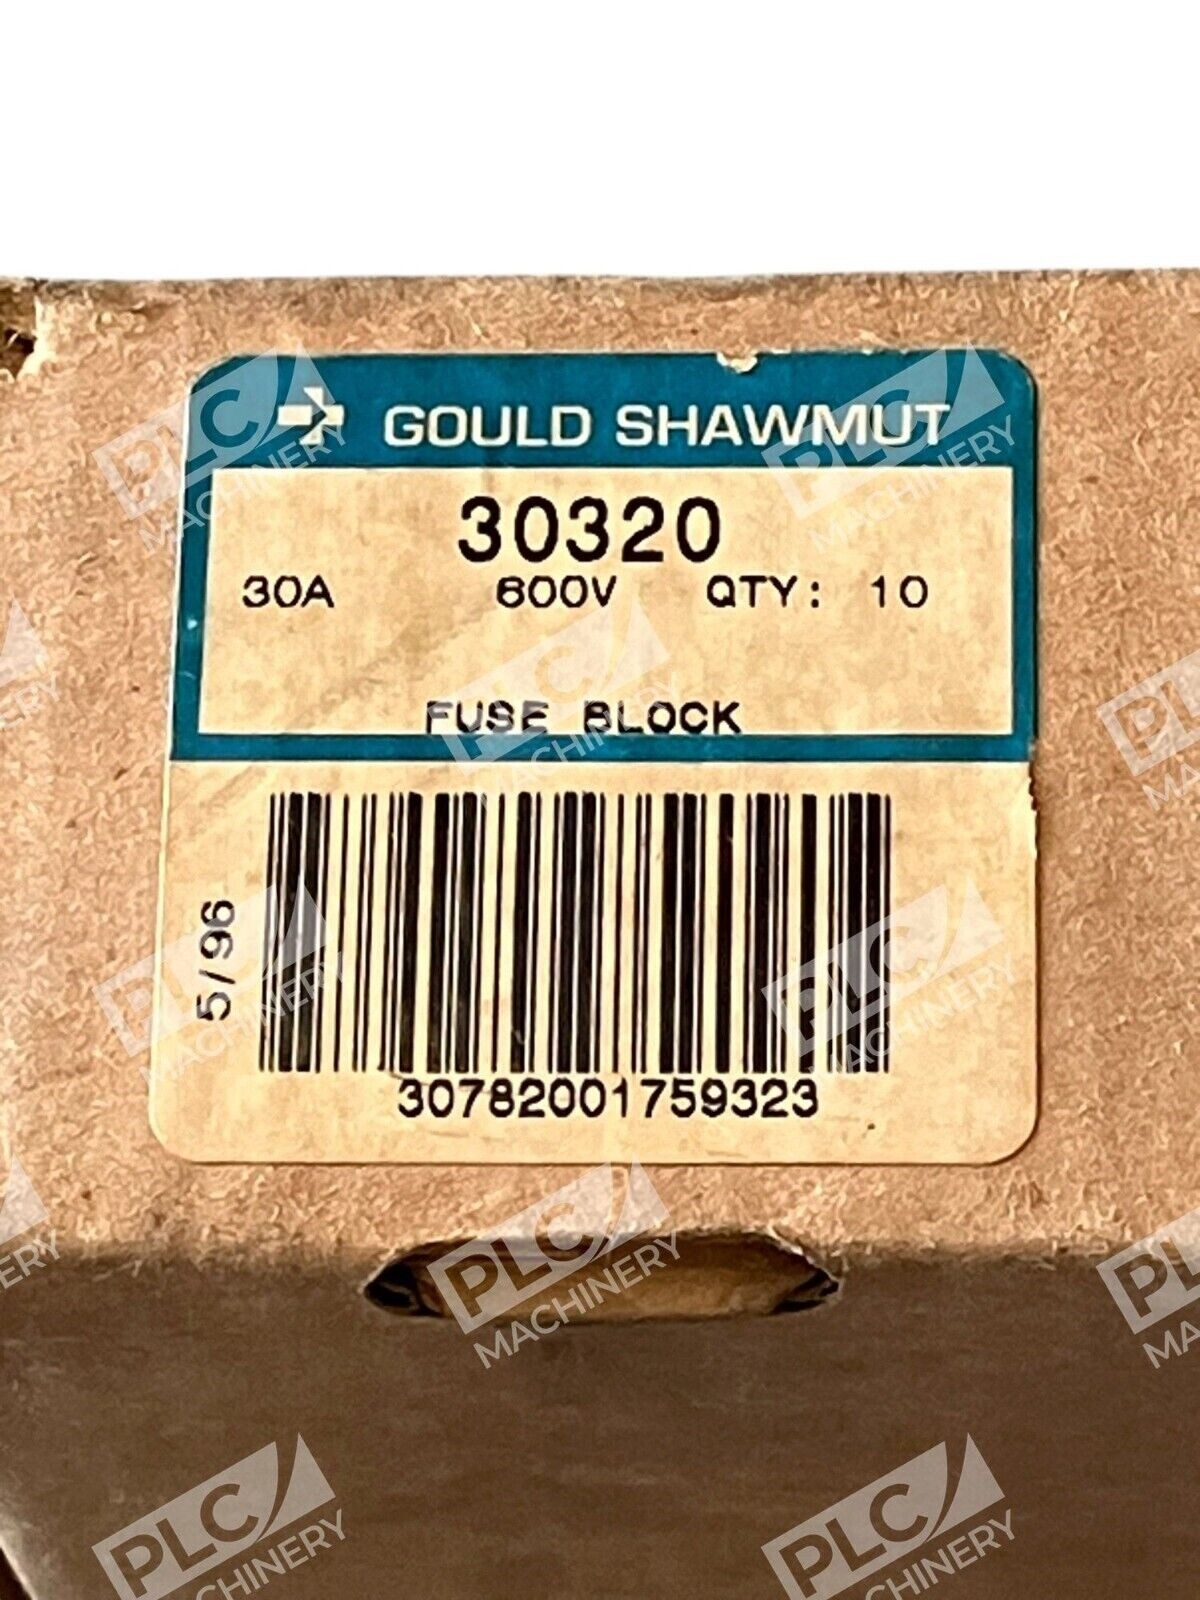 GOULD SHAWMUT
30320
30A 600V QTY: 10
FUSE BLOCK
5/96
30782001759323
PLC MACHINERY